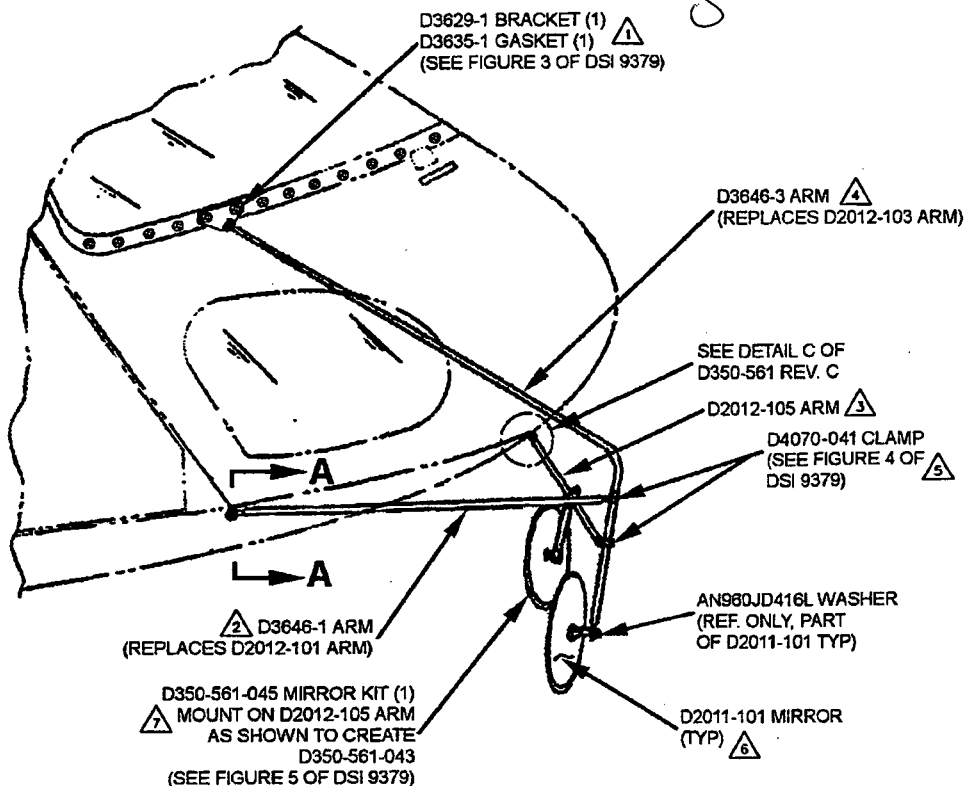 D3629-1 BRACKET (1)
D3635-1 GASKET (1) 1
(SEE FIGURE 3 OF DSI 9379)
D3646-3 ARM 4
(REPLACES D2012-103 ARM)
SEE DETAIL C OF
D350-561 REV. C
D2012-105 ARM 3
D4070-041 CLAMP
(SEE FIGURE 4 OF
DSI 9379) 5
A
A
2 D3646-1 ARM
(REPLACES D2012-101 ARM)
AN960JD416L WASHER
(REF. ONLY, PART
OF D2011-101 TYP)
D350-561-045 MIRROR KIT (1)
7 MOUNT ON D2012-105 ARM
AS SHOWN TO CREATE
D350-561-043
(SEE FIGURE 5 OF DSI 9379)
D2011-101 MIRROR
(TYP) 6